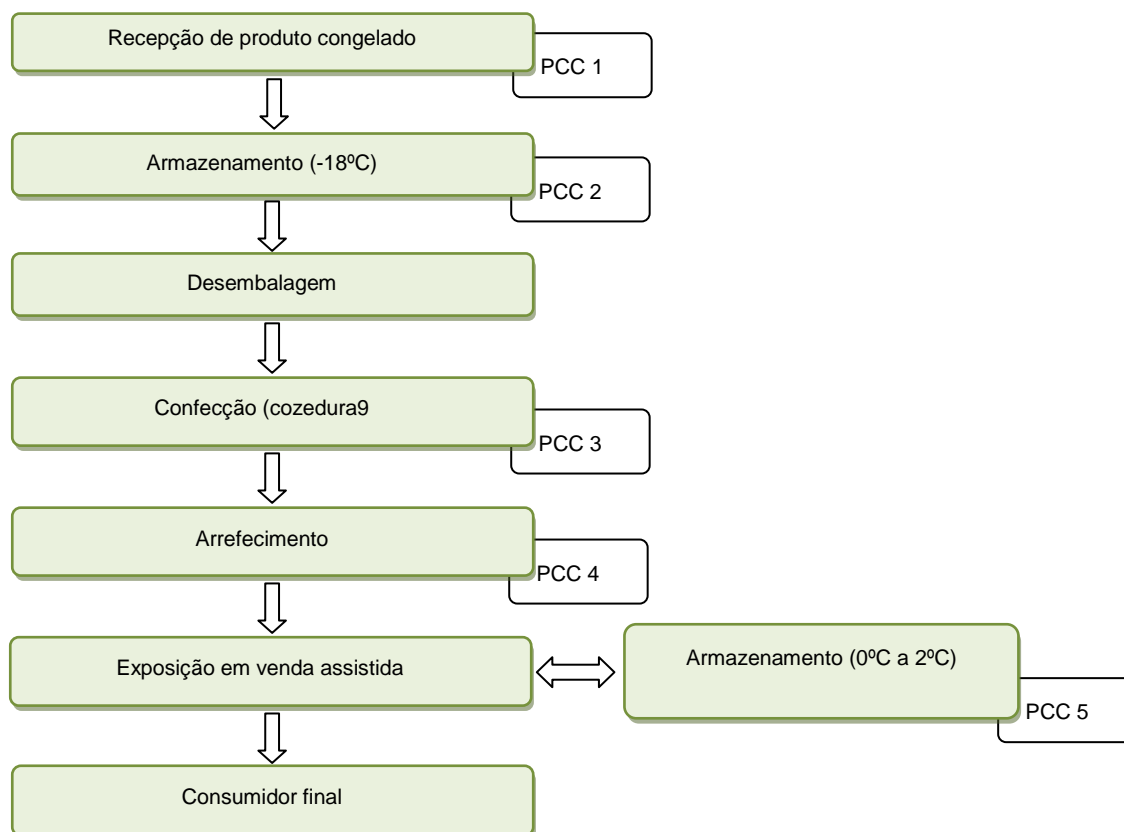 Recepção de produto congelado
PCC 1
Armazenamento (-18ºC)
PCC 2
Desembalagem
Confecção (cozedura9
PCC 3
Arrefecimento
PCC 4
Exposição em venda assistida
Armazenamento (0ºC a 2ºC)
PCC 5
Consumidor final